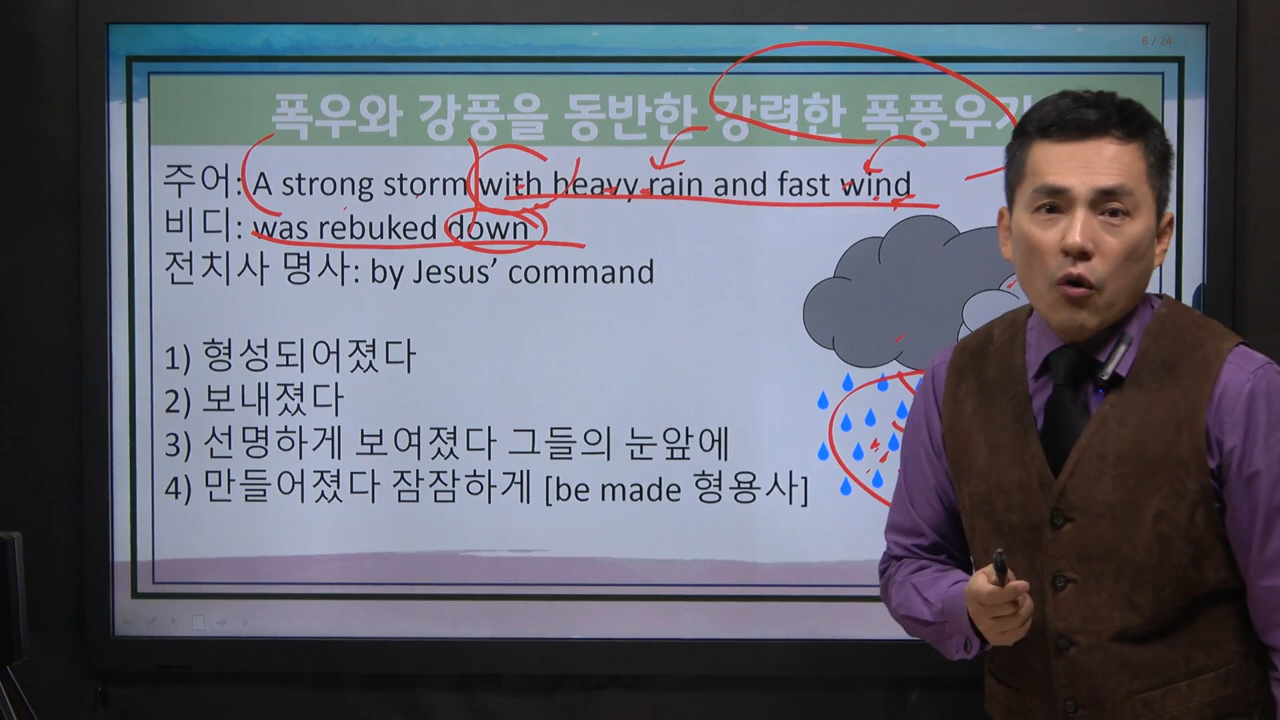 8 / 24
폭우와 강풍을 동반한 강력한 폭풍우가
주어: A strong storm with heavy rain and fast wind
비디: was rebuked down
전치사 명사: by Jesus’ command
1) 형성되어졌다
2) 보내졌다
3) 선명하게 보여졌다 그들의 눈앞에
4) 만들어졌다 잠잠하게 [be made 형용사]